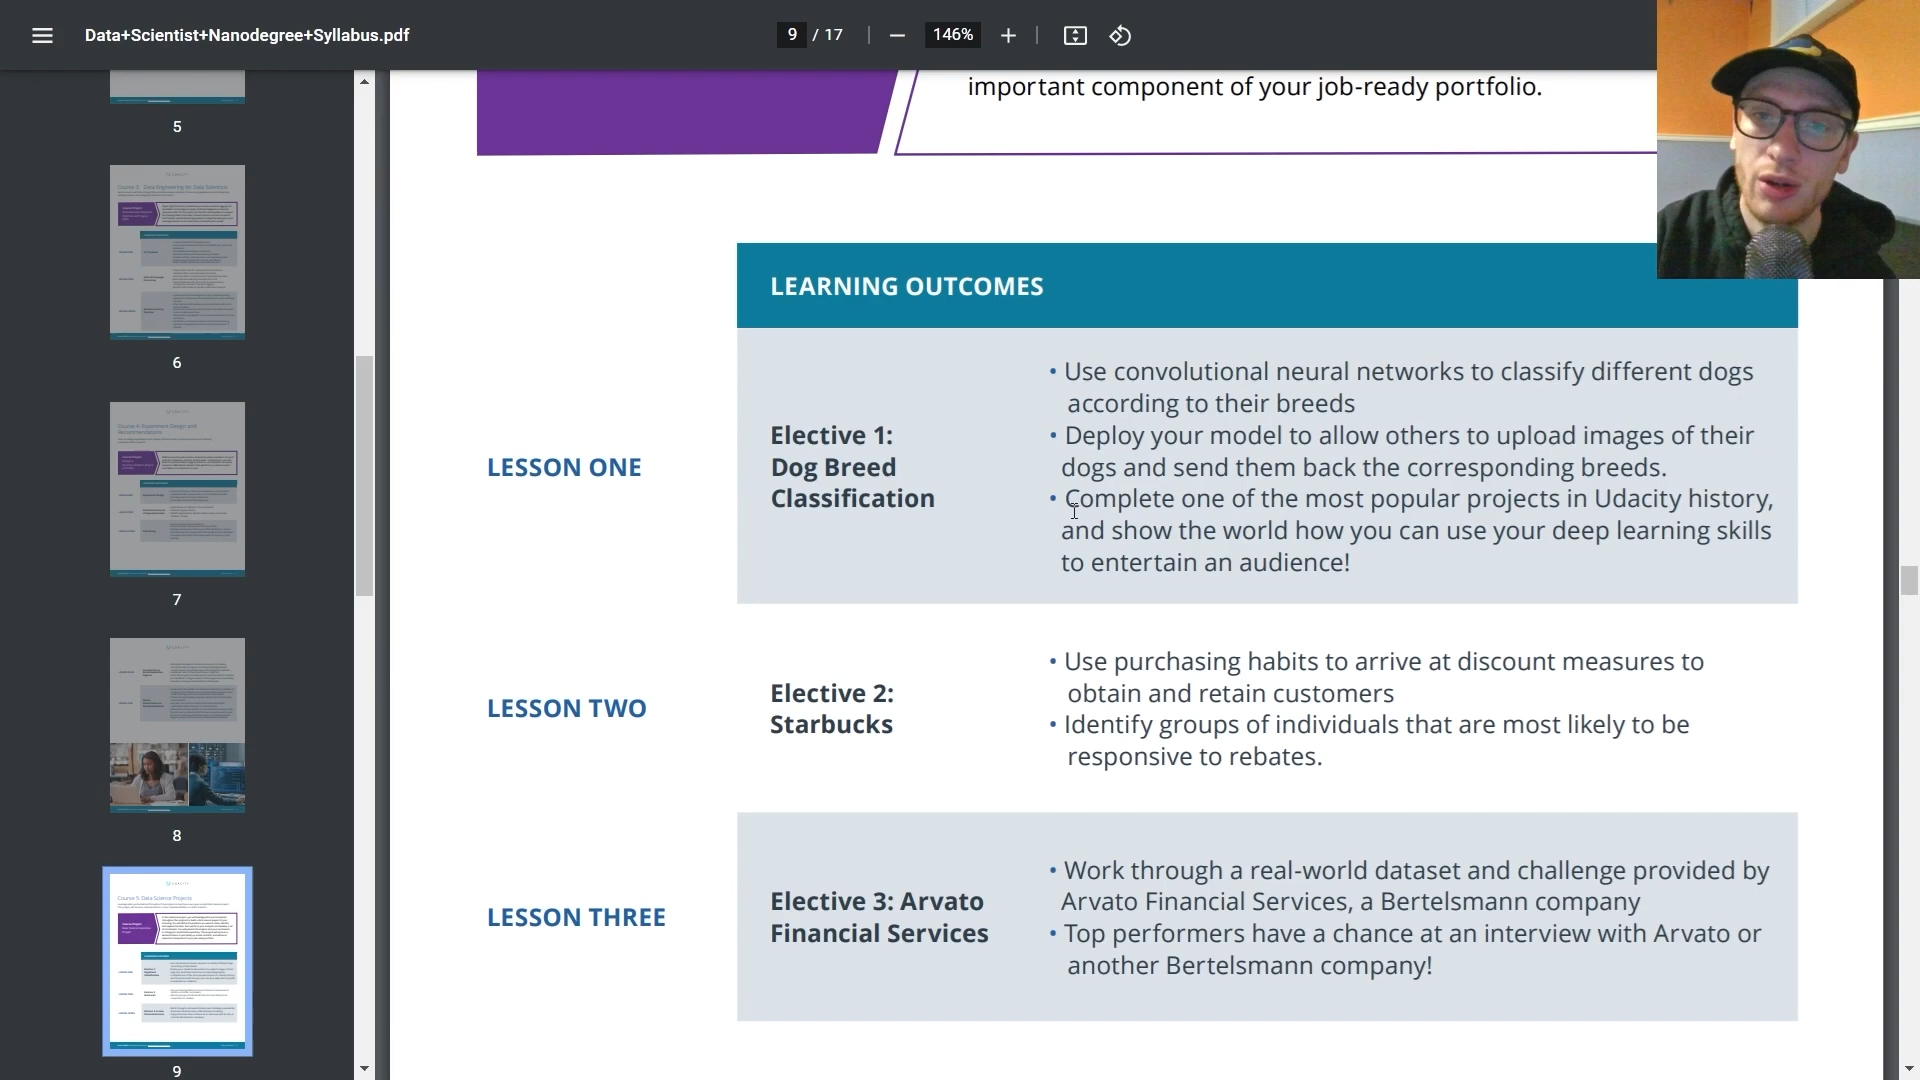 Data+Scientist+Nanodegree+Syllabus.pdf
9 / 17
146%
5
6
7
8
9
important component of your job-ready portfolio.
LEARNING OUTCOMES
LESSON ONE
Elective 1:
Dog Breed
Classification
• Use convolutional neural networks to classify different dogs
according to their breeds
• Deploy your model to allow others to upload images of their
dogs and send them back the corresponding breeds.
• Complete one of the most popular projects in Udacity history,
and show the world how you can use your deep learning skills
to entertain an audience!
LESSON TWO
Elective 2:
Starbucks
• Use purchasing habits to arrive at discount measures to
obtain and retain customers
• Identify groups of individuals that are most likely to be
responsive to rebates.
LESSON THREE
Elective 3: Arvato
Financial Services
• Work through a real-world dataset and challenge provided by
Arvato Financial Services, a Bertelsmann company
• Top performers have a chance at an interview with Arvato or
another Bertelsmann company!